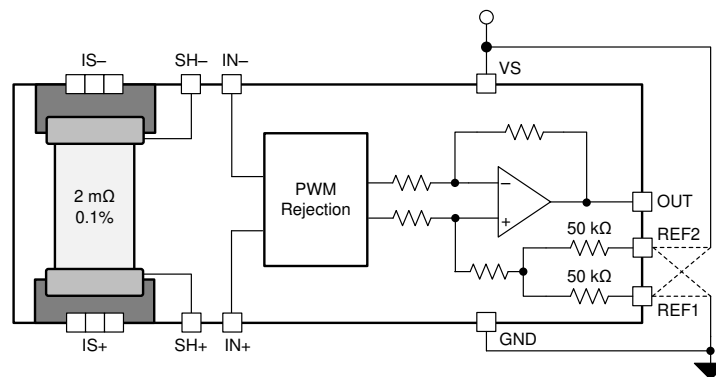 IS–
SH–
IN–
VS
2 mΩ
0.1%
PWM
Rejection
–
+
OUT
50 kΩ
REF2
50 kΩ
REF1
IS+
SH+
IN+
GND